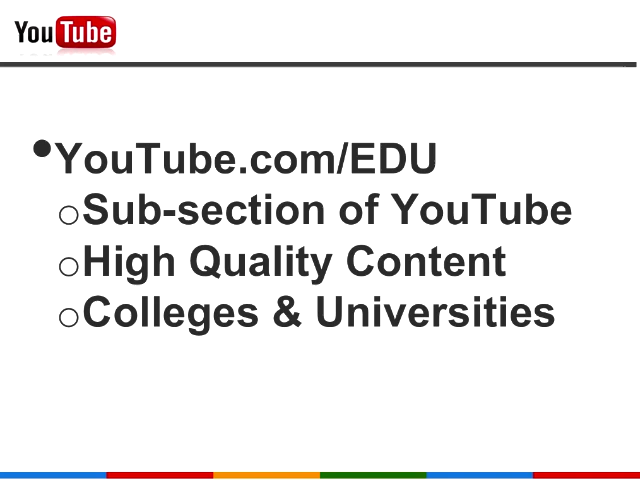 YouTube
•YouTube.com/EDU
oSub-section of YouTube
oHigh Quality Content
oColleges & Universities